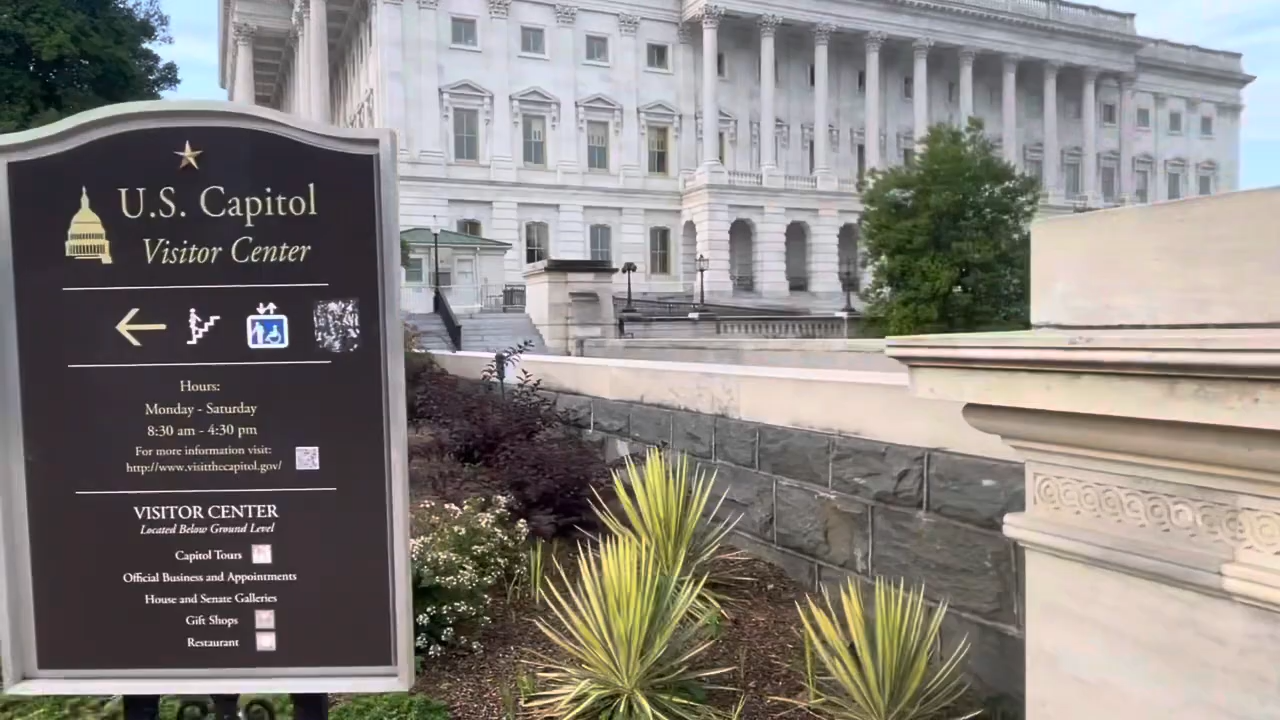 U.S. Capitol
Visitor Center
Hours:
Monday - Saturday
8:30 am - 4:30 pm
For more information visit:
http://www.visitthecapitol.gov/
VISITOR CENTER
Located Below Ground Level
Capitol Tours
Official Business and Appointments
House and Senate Galleries
Gift Shops
Restaurant